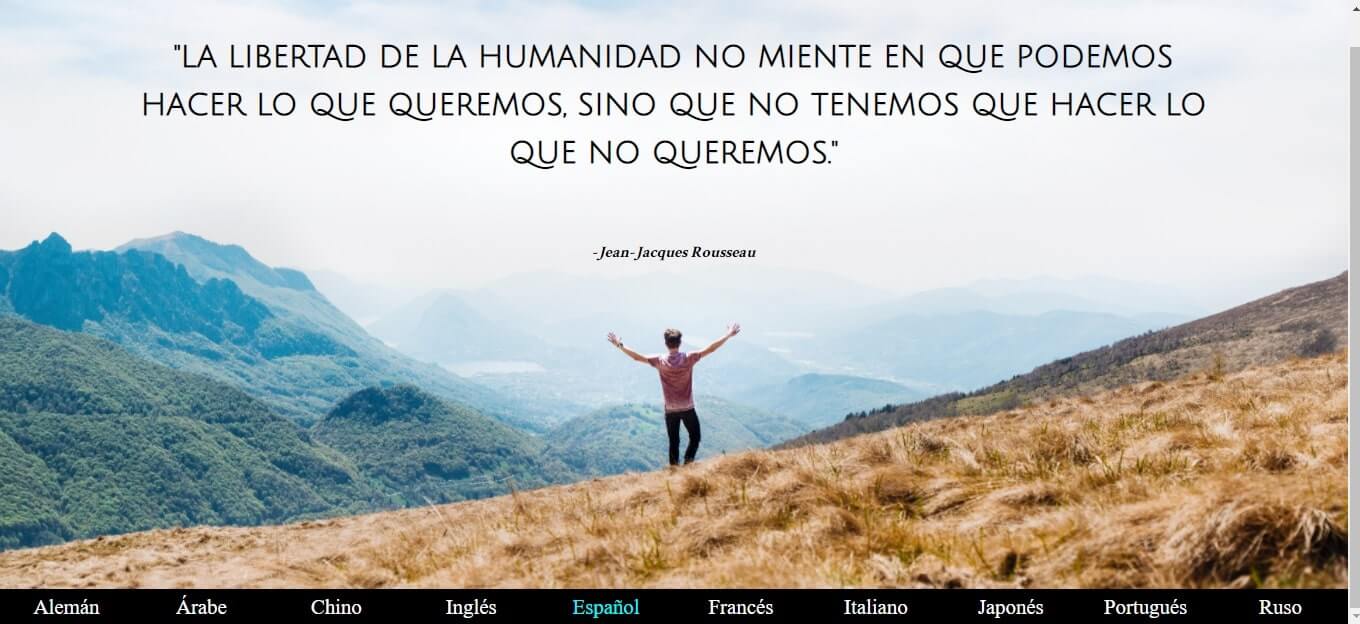 "LA LIBERTAD DE LA HUMANIDAD NO MIENTE EN QUE PODEMOS
HACER LO QUE QUEREMOS, SINO QUE NO TENEMOS QUE HACER LO
QUE NO QUEREMOS."
-Jean-Jacques Rousseau
Alemán Árabe Chino Inglés Español Francés Italiano Japonés Portugués Ruso